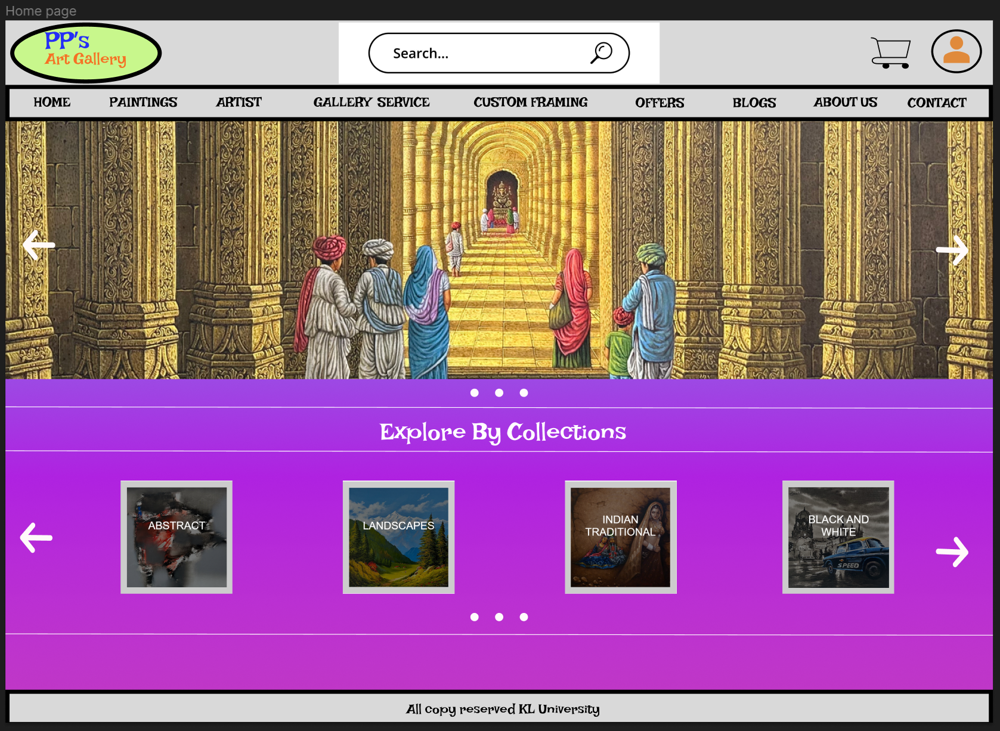 Home page
PP's
Art Gallery
Search...
HOME PAINTINGS ARTIST GALLERY SERVICE CUSTOM FRAMING OFFERS BLOGS ABOUT US CONTACT
Explore By Collections
ABSTRACT
LANDSCAPES
INDIAN
TRADITIONAL
BLACK AND
WHITE
SPEED
All copy reserved KL University